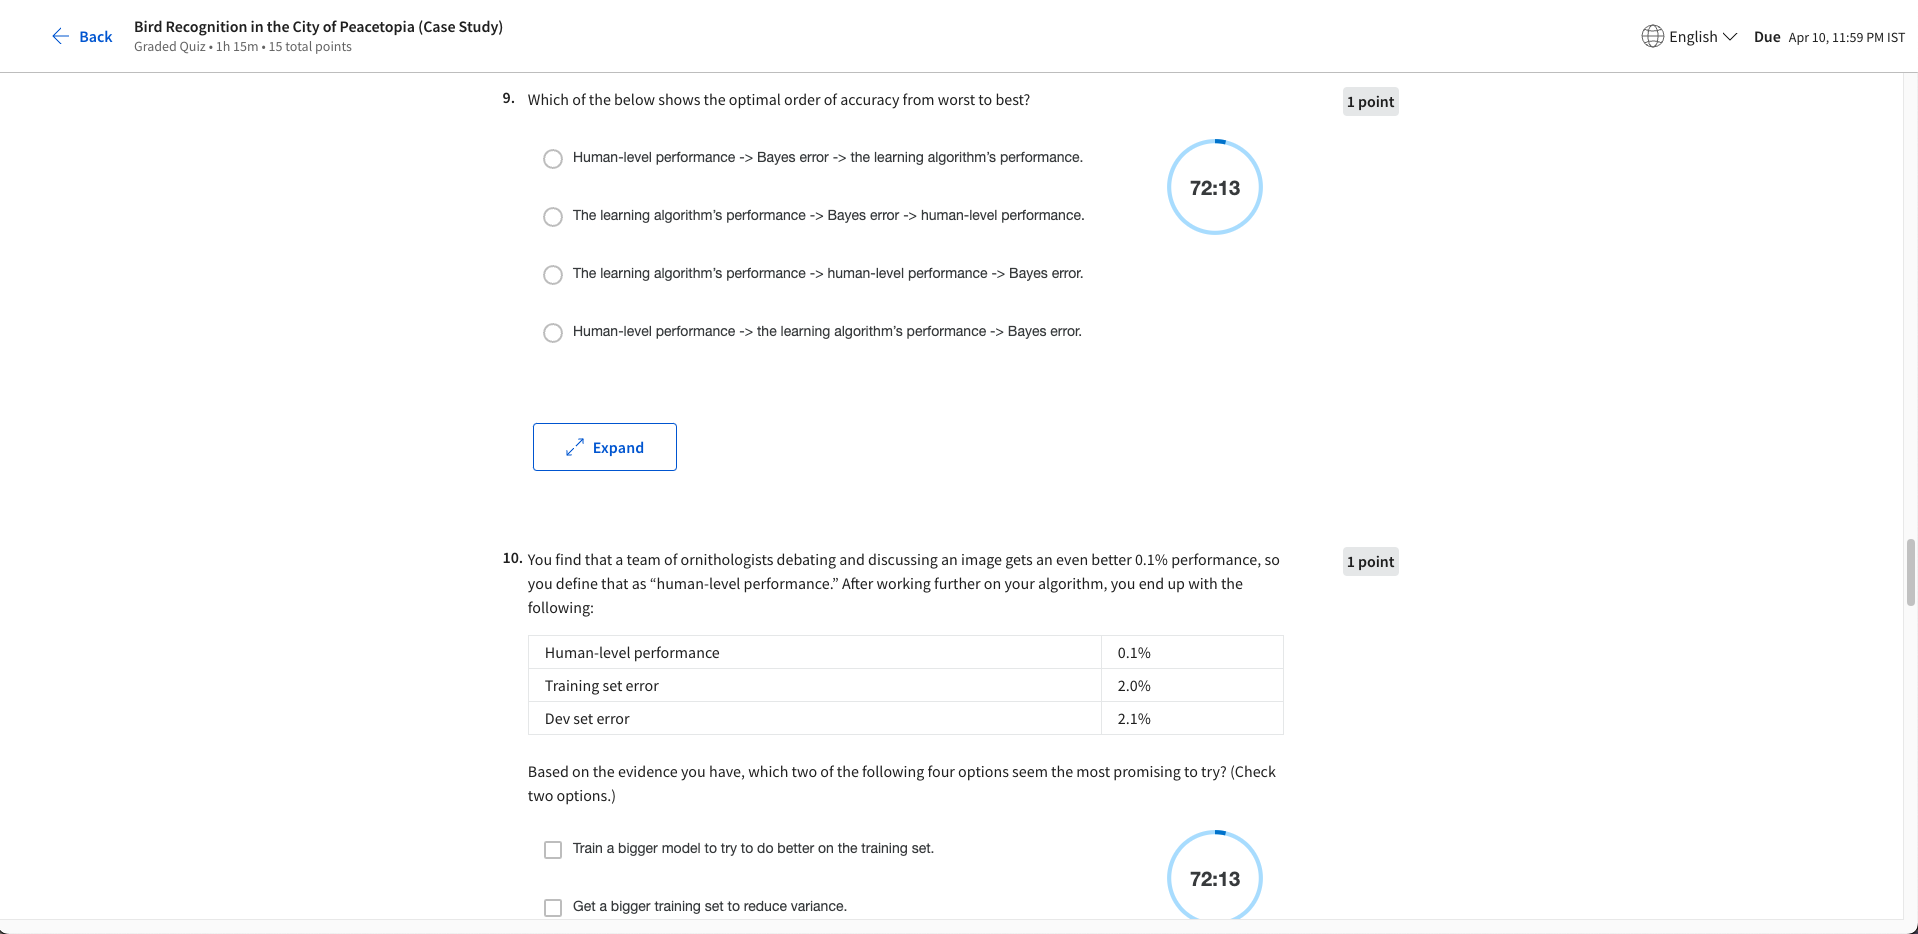 Back
Bird Recognition in the City of Peacetopia (Case Study)
Graded Quiz • 1h 15m • 15 total points
English
Due Apr 10, 11:59 PM IST
9. Which of the below shows the optimal order of accuracy from worst to best?
1 point
Human-level performance -> Bayes error -> the learning algorithm's performance.
72:13
The learning algorithm's performance -> Bayes error -> human-level performance.
The learning algorithm's performance -> human-level performance -> Bayes error.
Human-level performance -> the learning algorithm's performance -> Bayes error.
Expand
10. You find that a team of ornithologists debating and discussing an image gets an even better 0.1% performance, so
1 point
you define that as “human-level performance.” After working further on your algorithm, you end up with the
following:
Human-level performance 0.1%
Training set error 2.0%
Dev set error 2.1%
Based on the evidence you have, which two of the following four options seem the most promising to try? (Check
two options.)
Train a bigger model to try to do better on the training set.
72:13
Get a bigger training set to reduce variance.